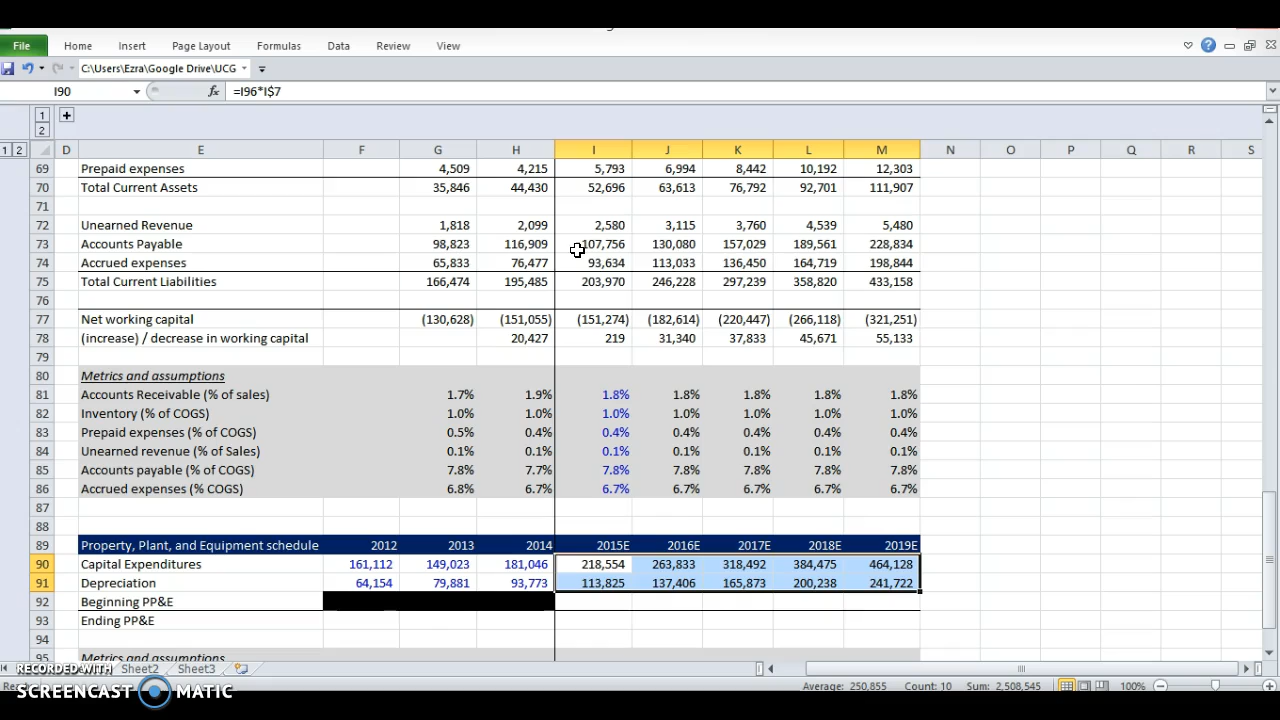 File Home Insert Page Layout Formulas Data Review View
C:\Users\Ezra\Google Drive\UCG
I90 fx =I96*I$7
1
2
1 2 D E F G H I J K L M N O P Q R S
69 Prepaid expenses 4,509 4,215 5,793 6,994 8,442 10,192 12,303
70 Total Current Assets 35,846 44,430 52,696 63,613 76,792 92,701 111,907
71
72 Unearned Revenue 1,818 2,099 2,580 3,115 3,760 4,539 5,480
73 Accounts Payable 98,823 116,909 107,756 130,080 157,029 189,561 228,834
74 Accrued expenses 65,833 76,477 93,634 113,033 136,450 164,719 198,844
75 Total Current Liabilities 166,474 195,485 203,970 246,228 297,239 358,820 433,158
76
77 Net working capital (130,628) (151,055) (151,274) (182,614) (220,447) (266,118) (321,251)
78 (increase) / decrease in working capital 20,427 219 31,340 37,833 45,671 55,133
79
80 Metrics and assumptions
81 Accounts Receivable (% of sales) 1.7% 1.9% 1.8% 1.8% 1.8% 1.8% 1.8%
82 Inventory (% of COGS) 1.0% 1.0% 1.0% 1.0% 1.0% 1.0% 1.0%
83 Prepaid expenses (% of COGS) 0.5% 0.4% 0.4% 0.4% 0.4% 0.4% 0.4%
84 Unearned revenue (% of Sales) 0.1% 0.1% 0.1% 0.1% 0.1% 0.1% 0.1%
85 Accounts payable (% of COGS) 7.8% 7.7% 7.8% 7.8% 7.8% 7.8% 7.8%
86 Accrued expenses (% COGS) 6.8% 6.7% 6.7% 6.7% 6.7% 6.7% 6.7%
87
88
89 Property, Plant, and Equipment schedule 2012 2013 2014 2015E 2016E 2017E 2018E 2019E
90 Capital Expenditures 161,112 149,023 181,046 218,554 263,833 318,492 384,475 464,128
91 Depreciation 64,154 79,881 93,773 113,825 137,406 165,873 200,238 241,722
92 Beginning PP&E
93 Ending PP&E
94
95 Metrics and assumptions
RECORDED WITH Sheet2 Sheet3
SCREENCAST MATIC Average: 250,855 Count: 10 Sum: 2,508,545 100%